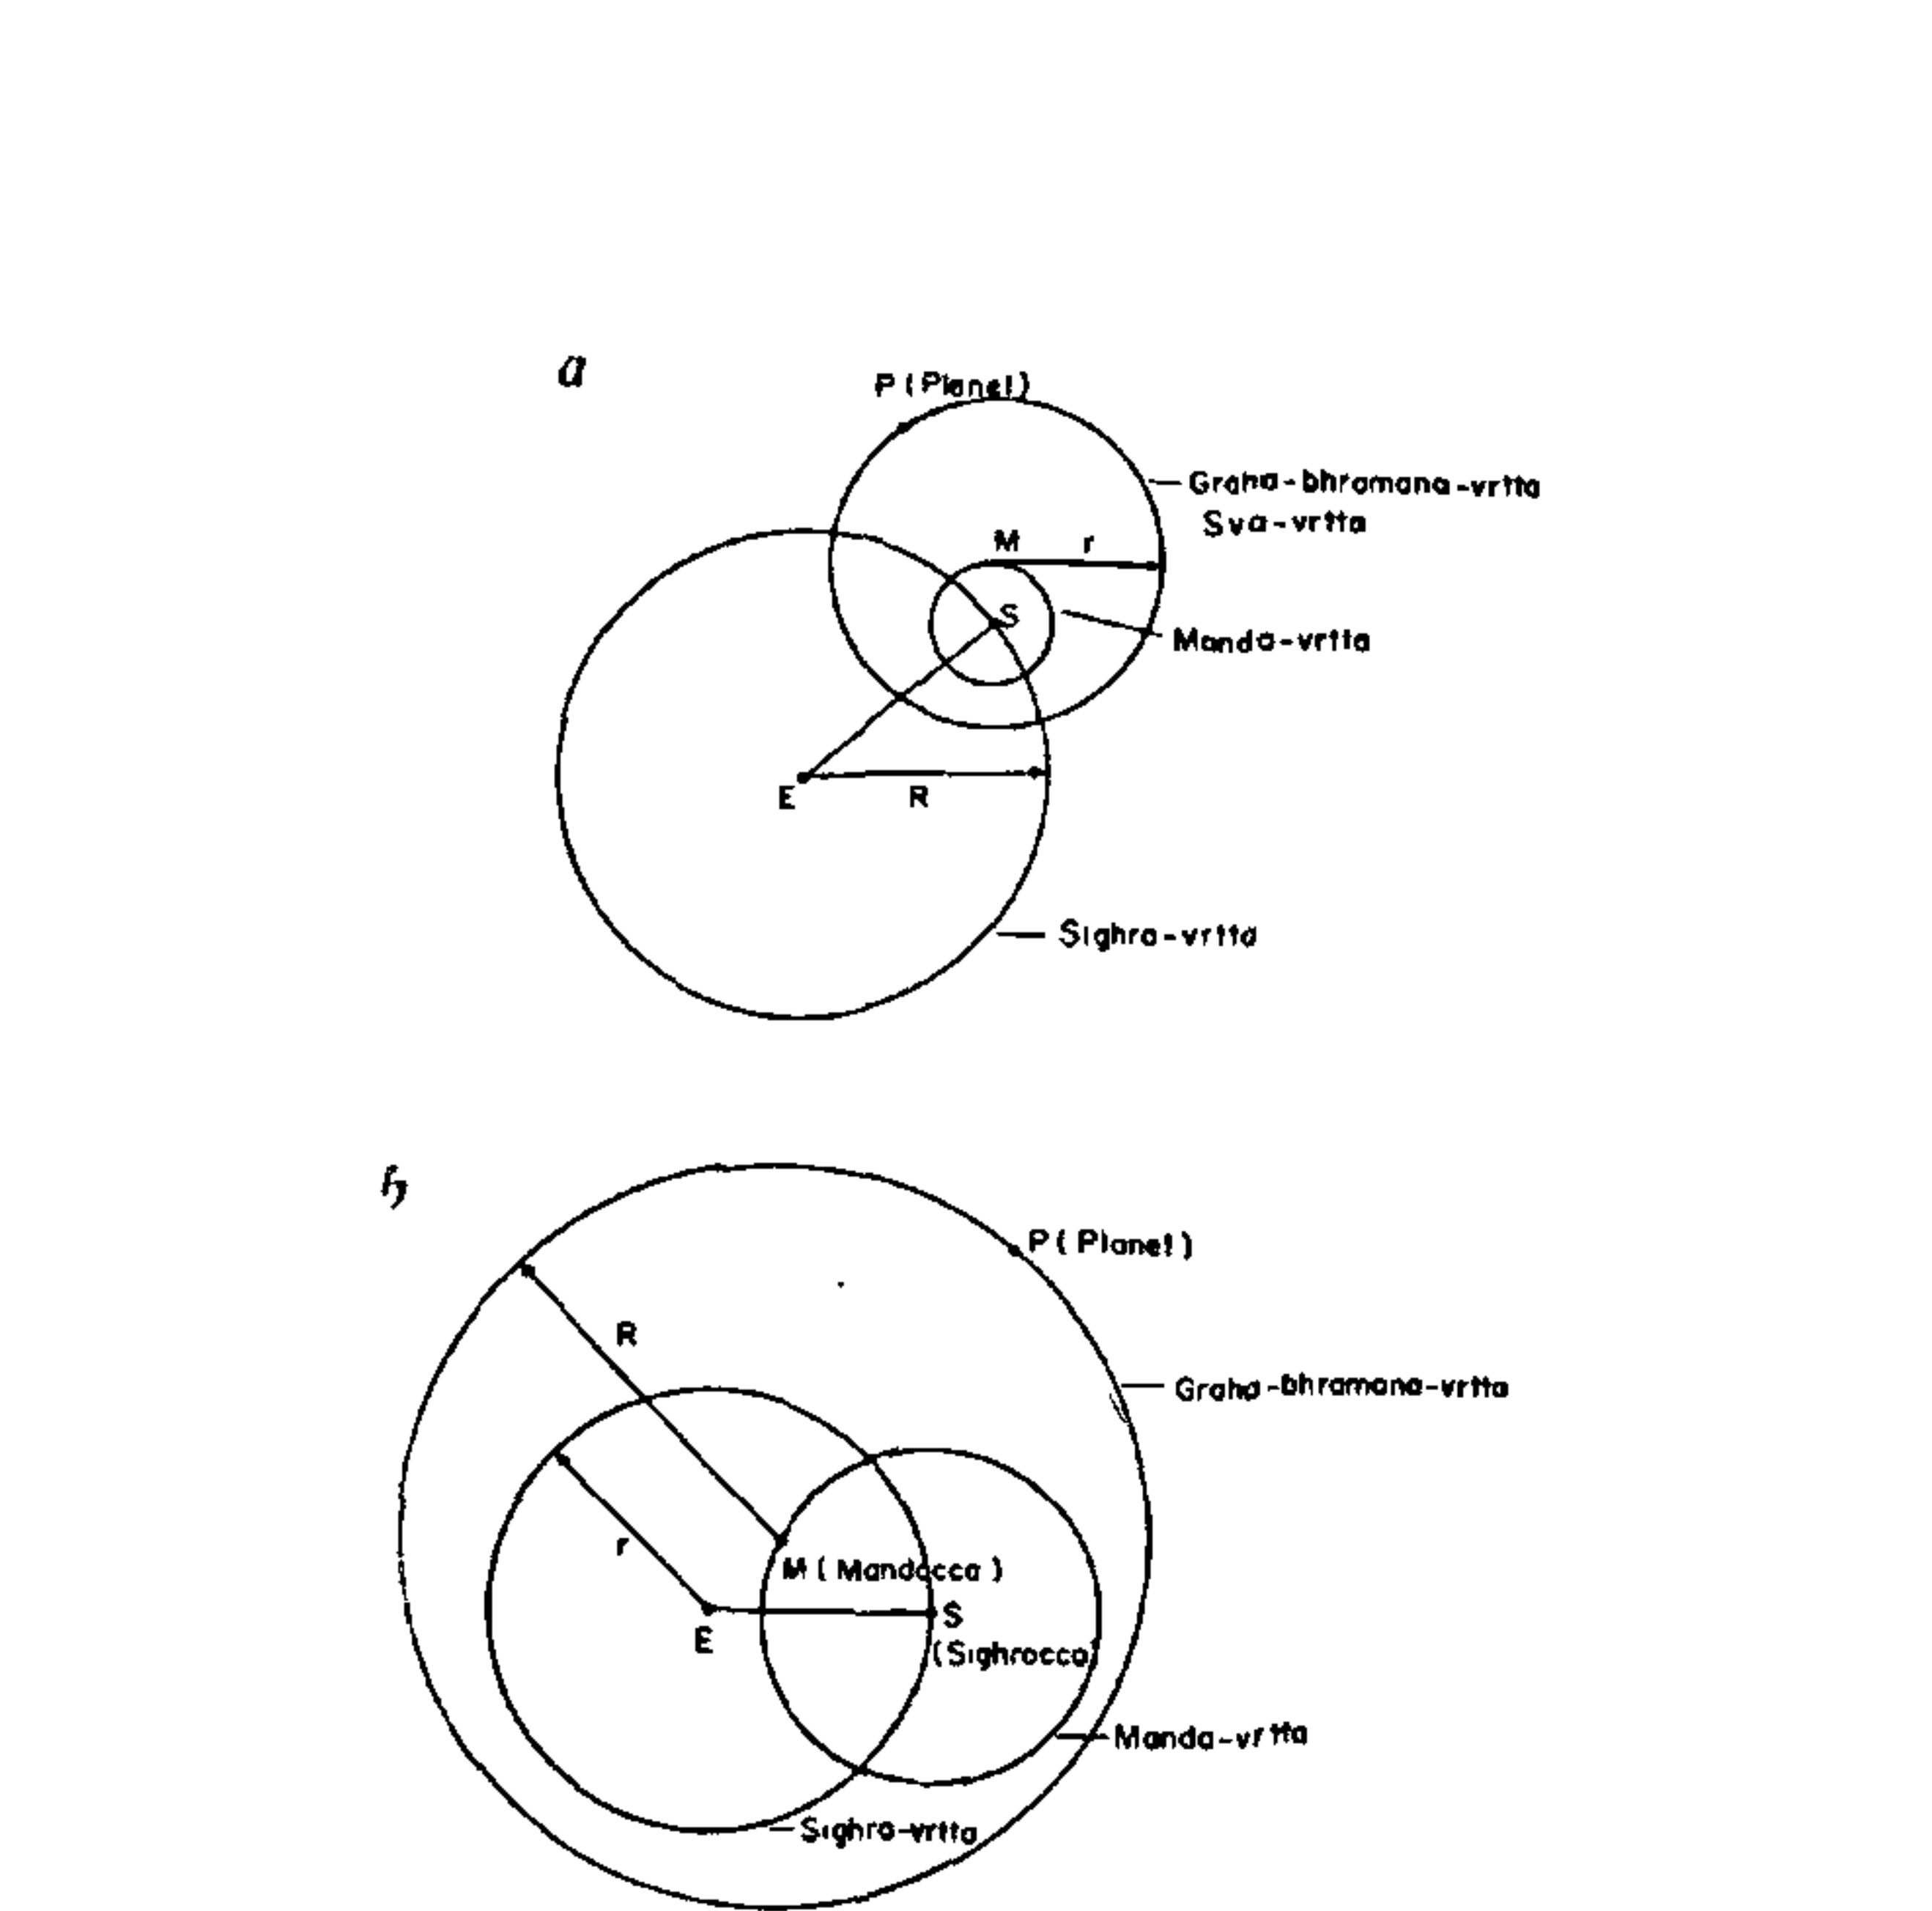 a
P (Planet)
Graha-bhramana-vrtta
Sva-vrtta
M
r
S
Manda-vrtta
E
R
Sighra-vrtta
b
P (Planet)
R
Graha-bhramana-vrtta
r
M (Mandocca)
E
S
(Sighrocca)
Manda-vrtta
Sighra-vrtta